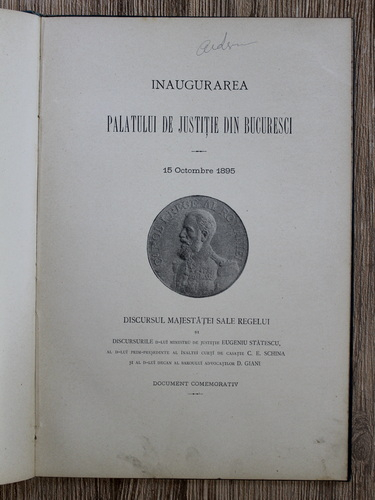 INAUGURAREA
PALATULUI DE JUSTIȚIE DIN BUCURESCI
15 Octombre 1895
DISCURSUL MAJESTĂȚEI SALE REGELUI
ȘI
DISCURSURILE D-LUI MINISTRU DE JUSTIȚIE EUGENIU STĂTESCU,
AL D-LUI PRIM-PREȘEDINTE AL ÎNALTEI CURȚI DE CASAȚIE C. E. SCHINA
ȘI AL D-LUI DECAN AL BAROULUI ADVOCAȚILOR D. GIANI
DOCUMENT COMEMORATIV